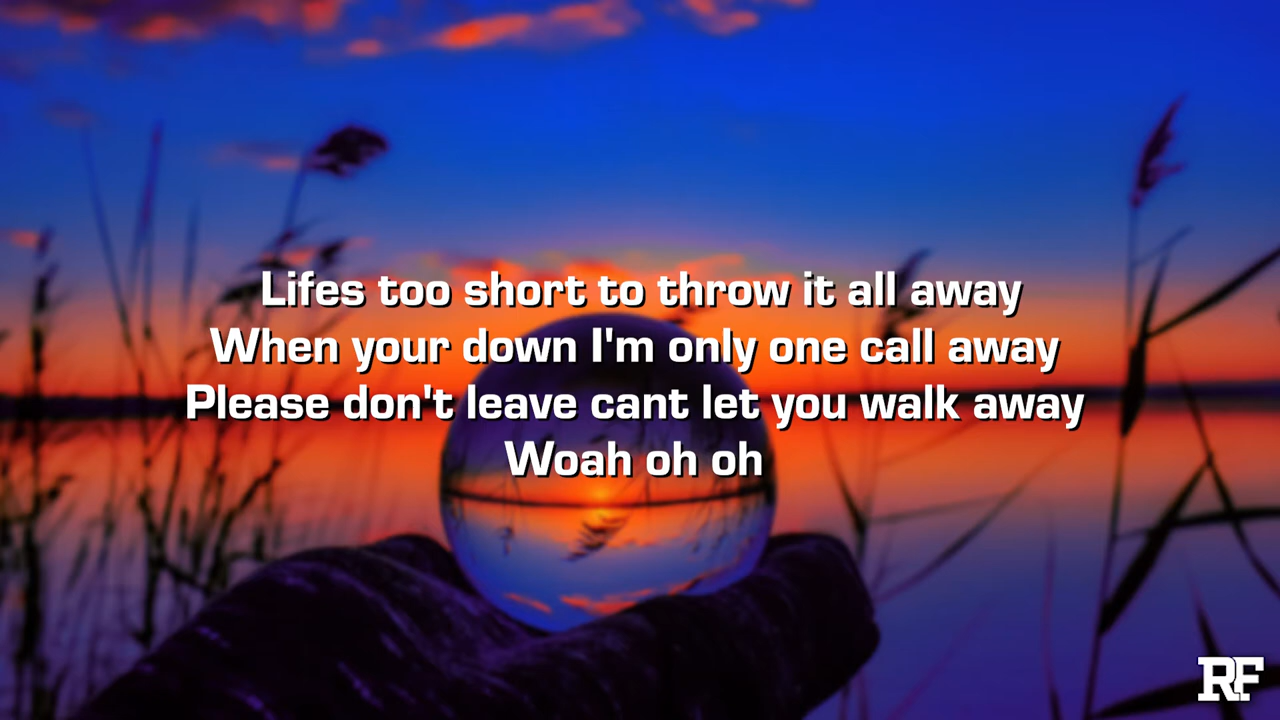 Lifes too short to throw it all away
When your down I'm only one call away
Please don't leave cant let you walk away
Woah oh oh
RF